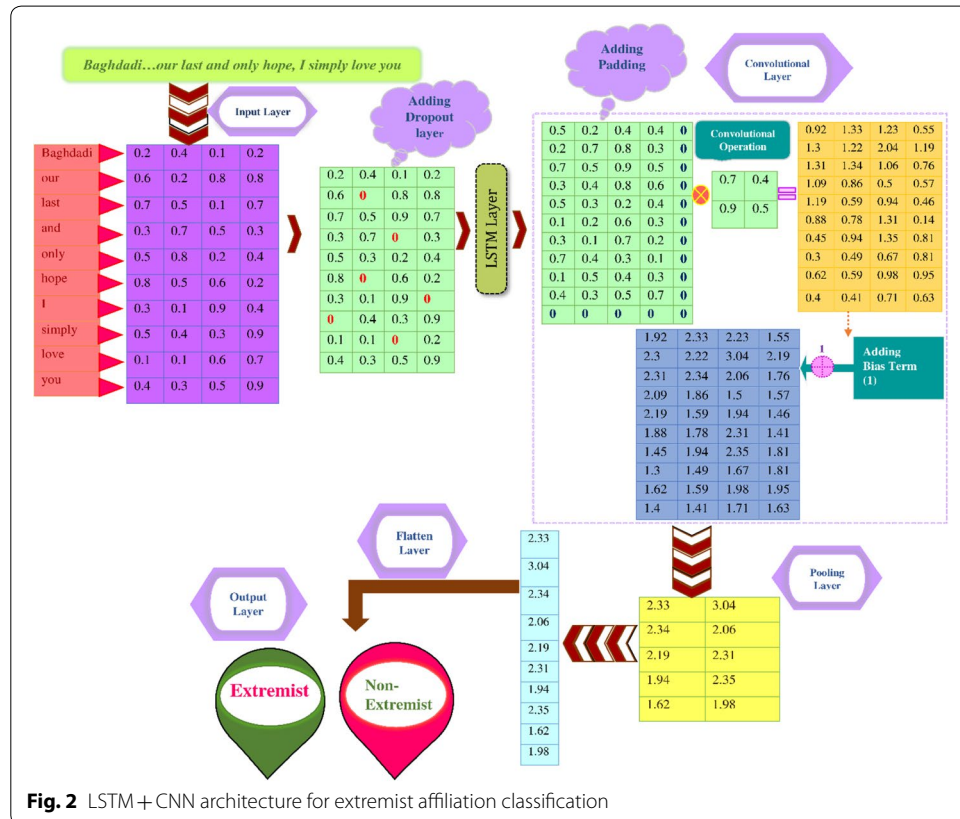 Baghdadi…our last and only hope, I simply love you
Input Layer
Adding
Dropout
layer
Adding
Padding
Convolutional
Layer
Baghdadi 0.2 0.4 0.1 0.2
our 0.6 0.2 0.8 0.8
last 0.7 0.5 0.1 0.7
and 0.3 0.7 0.5 0.3
only 0.5 0.8 0.2 0.4
hope 0.8 0.5 0.6 0.2
I 0.3 0.1 0.9 0.4
simply 0.5 0.4 0.3 0.9
love 0.1 0.1 0.6 0.7
you 0.4 0.3 0.5 0.9
0.2 0.4 0.1 0.2
0.6 0 0.8 0.8
0.7 0.5 0.9 0.7
0.3 0.7 0 0.3
0.5 0.3 0.2 0.4
0.8 0 0.6 0.2
0.3 0.1 0.9 0
0 0.4 0.3 0.9
0.1 0.1 0 0.2
0.4 0.3 0.5 0.9
LSTM Layer
0.5 0.2 0.4 0.4 0
0.2 0.7 0.8 0.3 0
0.7 0.5 0.9 0.5 0
0.3 0.4 0.8 0.6 0
0.5 0.3 0.2 0.4 0
0.1 0.2 0.6 0.3 0
0.3 0.1 0.7 0.2 0
0.7 0.4 0.3 0.1 0
0.1 0.5 0.4 0.3 0
0.4 0.3 0.5 0.7 0
0 0 0 0 0
Convolutional
Operation
0.7 0.4
0.9 0.5
0.92 1.33 1.23 0.55
1.3 1.22 2.04 1.19
1.31 1.34 1.06 0.76
1.09 0.86 0.5 0.57
1.19 0.59 0.94 0.46
0.88 0.78 1.31 0.14
0.45 0.94 1.35 0.81
0.3 0.49 0.67 0.81
0.62 0.59 0.98 0.95
0.4 0.41 0.71 0.63
1
Adding
Bias Term
(1)
1.92 2.33 2.23 1.55
2.3 2.22 3.04 2.19
2.31 2.34 2.06 1.76
2.09 1.86 1.5 1.57
2.19 1.59 1.94 1.46
1.88 1.78 2.31 1.41
1.45 1.94 2.35 1.81
1.3 1.49 1.67 1.81
1.62 1.59 1.98 1.95
1.4 1.41 1.71 1.63
Pooling
Layer
2.33 3.04
2.34 2.06
2.19 2.31
1.94 2.35
1.62 1.98
Flatten
Layer
2.33
3.04
2.34
2.06
2.19
2.31
1.94
2.35
1.62
1.98
Output
Layer
Extremist
Non-
Extremist
Fig. 2 LSTM + CNN architecture for extremist affiliation classification